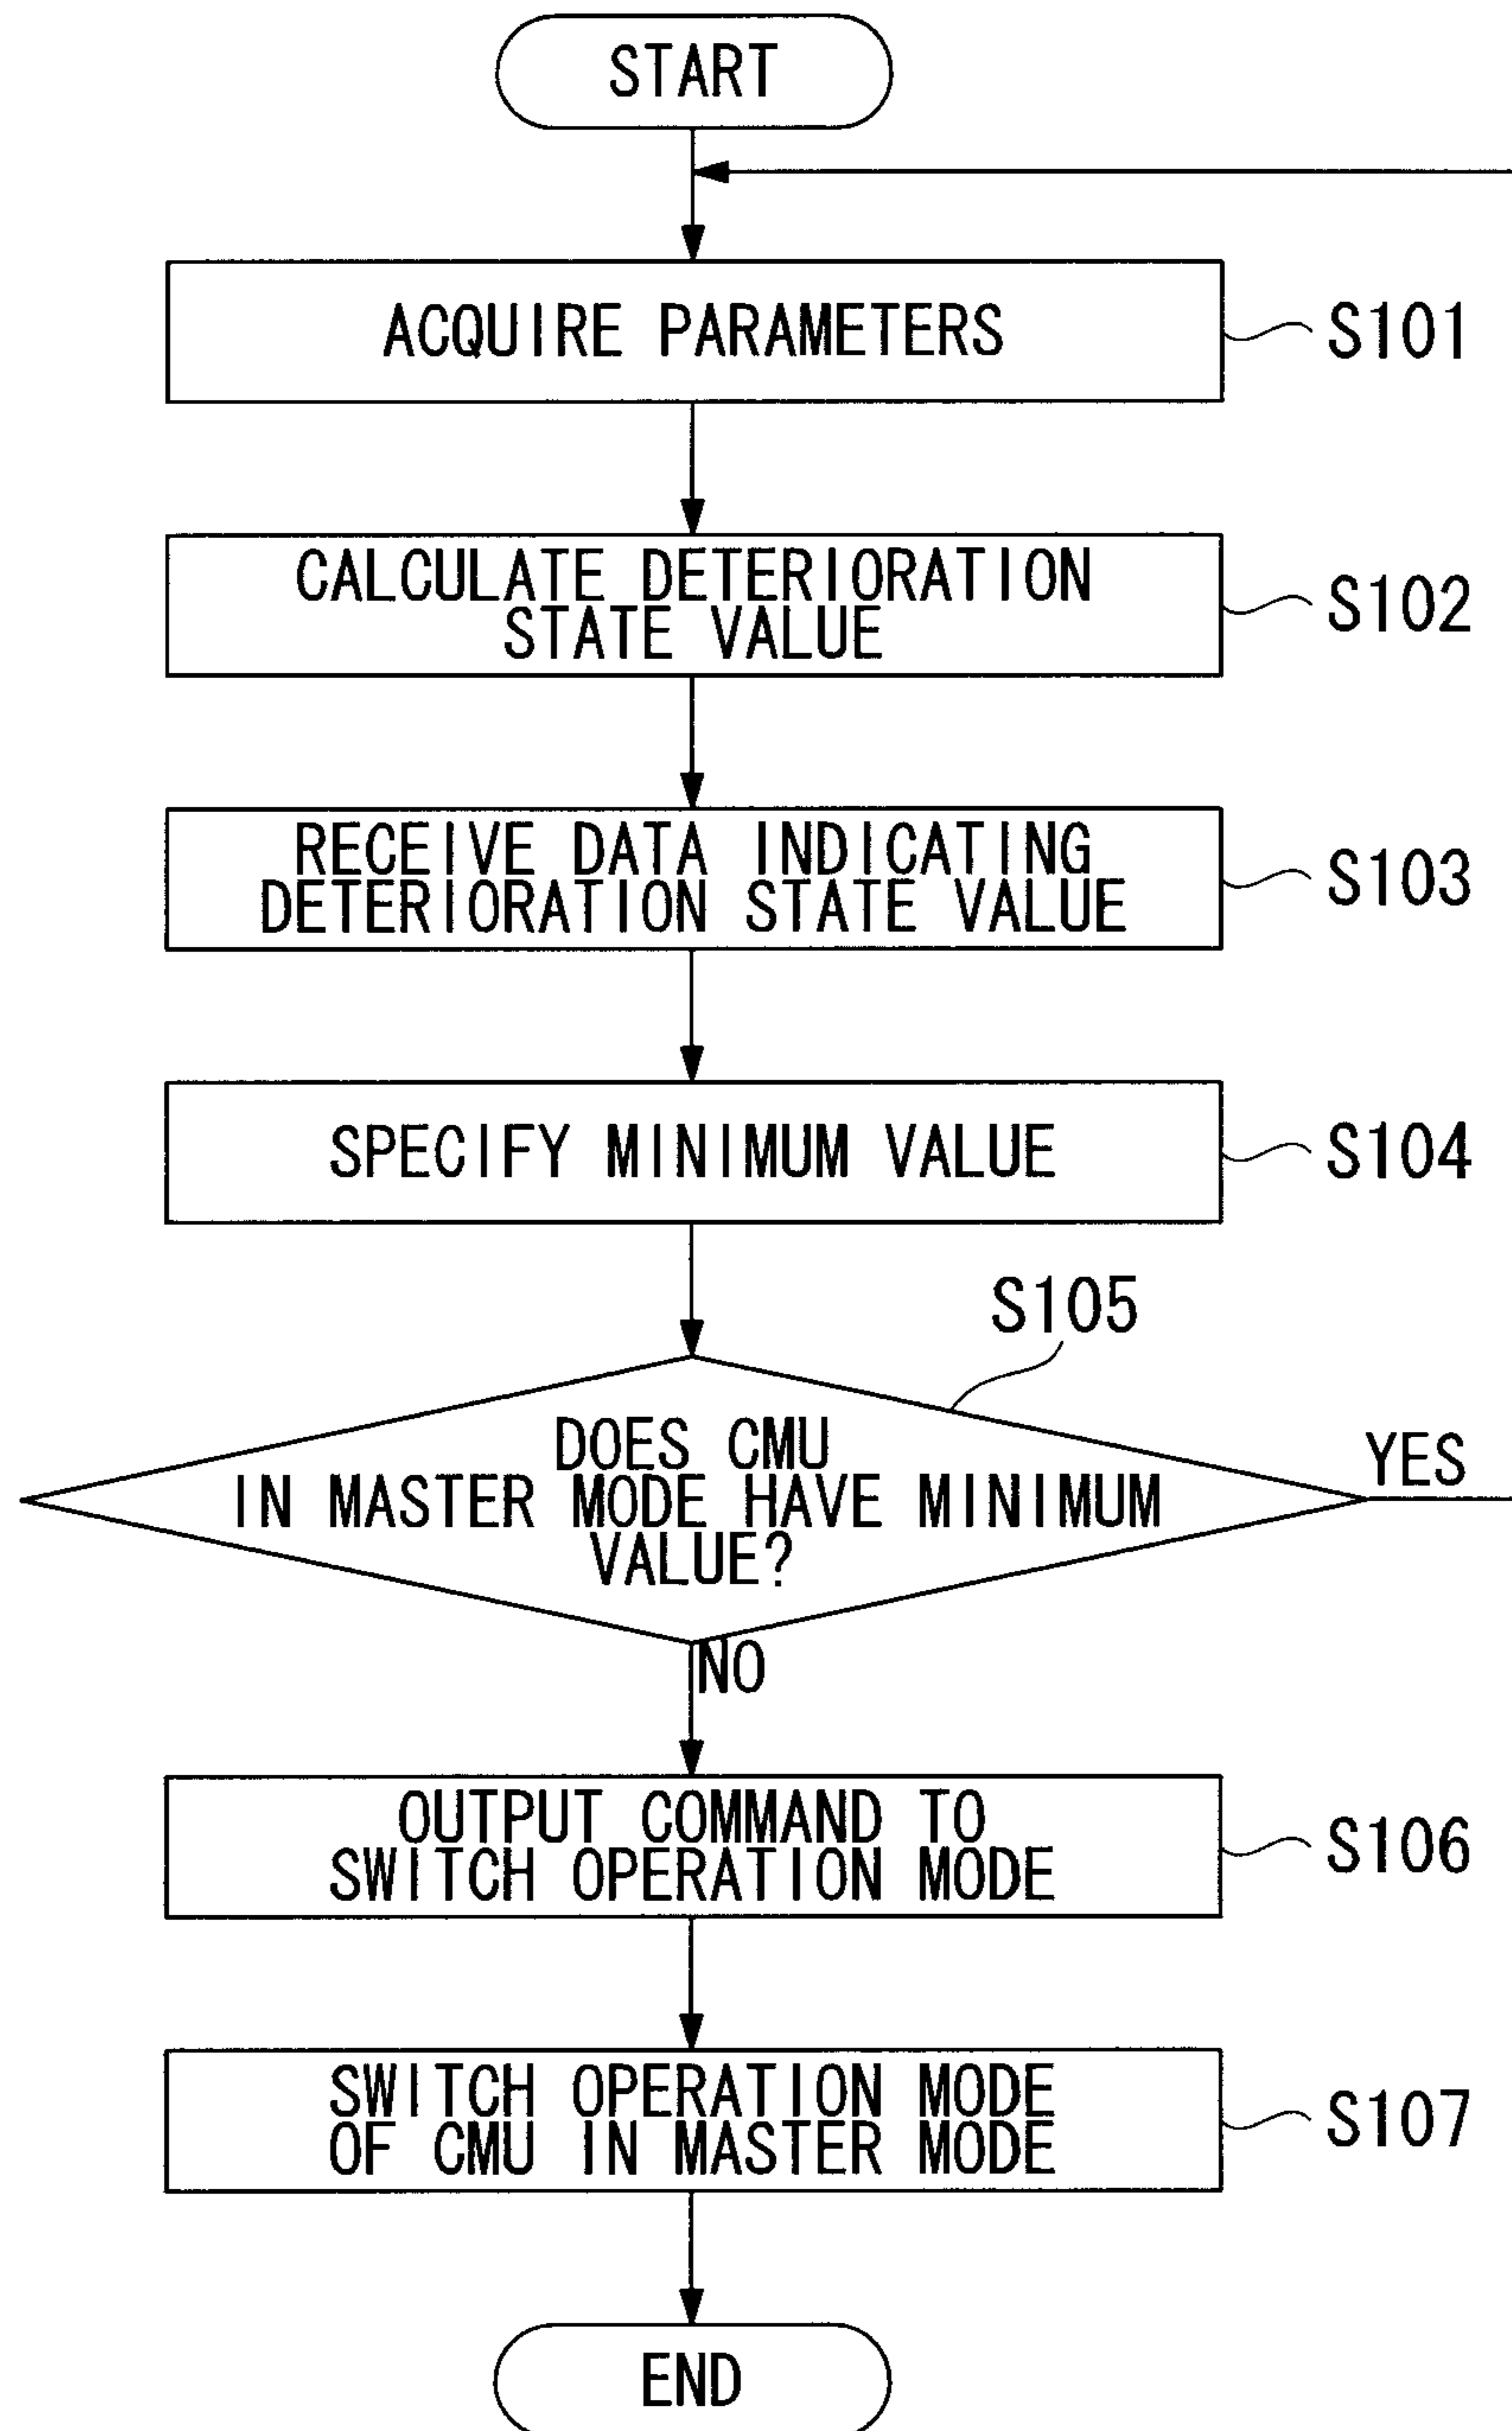 START
ACQUIRE PARAMETERS
S101
CALCULATE DETERIORATION
STATE VALUE
S102
RECEIVE DATA INDICATING
DETERIORATION STATE VALUE
S103
SPECIFY MINIMUM VALUE
S104
S105
DOES CMU
IN MASTER MODE HAVE MINIMUM
VALUE?
YES
NO
OUTPUT COMMAND TO
SWITCH OPERATION MODE
S106
SWITCH OPERATION MODE
OF CMU IN MASTER MODE
S107
END